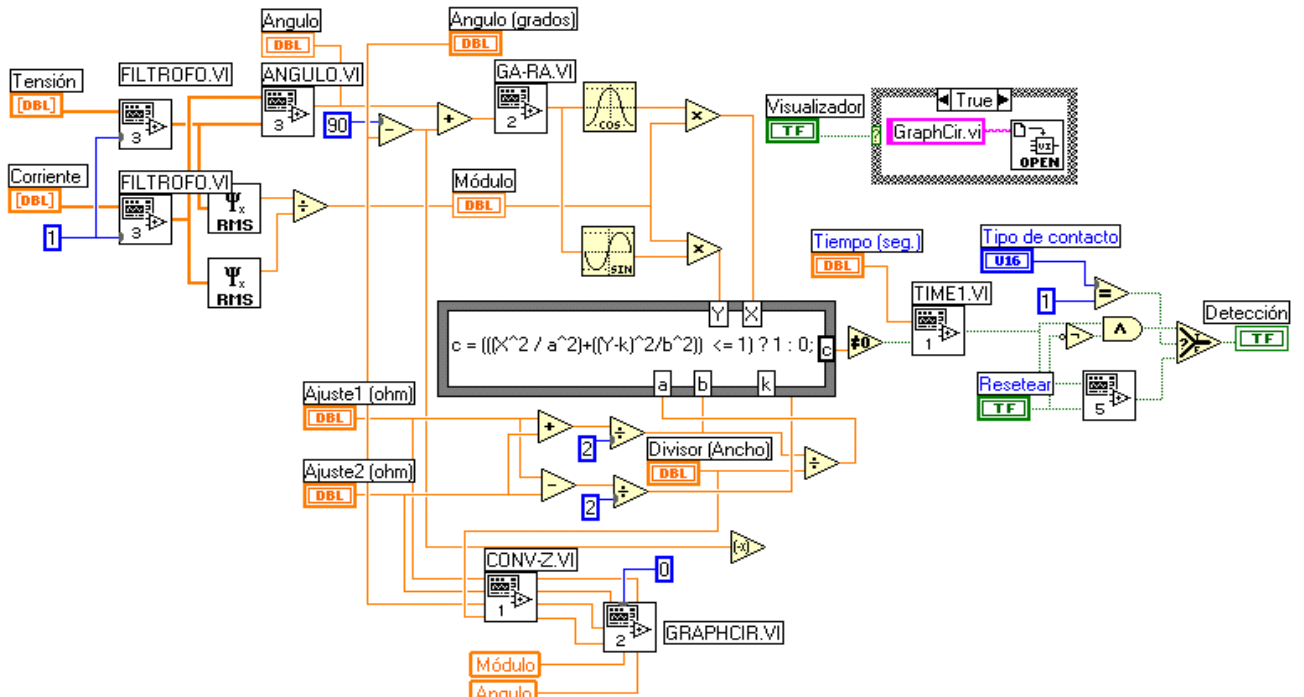 Angulo
DBL
Angulo (grados)
DBL
Tensión
[DBL]
FILTROFO.VI
3
ANGULO.VI
3
90
-
+
GA-RA.VI
2
COS
×
Visualizador
TF
True
?
GraphCir.vi
VI
OPEN
Corriente
[DBL]
FILTROFO.VI
3
1
Ψx
RMS
÷
Módulo
DBL
Ψx
RMS
SIN
×
Tiempo (seg.)
DBL
Tipo de contacto
U16
1
=
TIME1.VI
1
Detección
TF
Y
X
c = (((X^2 / a^2)+((Y-k)^2/b^2)) <= 1) ? 1 : 0;
c
≠0
¬
Λ
?
T
F
a
b
k
Resetear
TF
5
Ajuste1 (ohm)
DBL
+
÷
2
Divisor (Ancho)
DBL
÷
Ajuste2 (ohm)
DBL
-
÷
2
(-x)
CONV-Z.VI
1
0
2
GRAPHCIR.VI
Módulo
Angulo